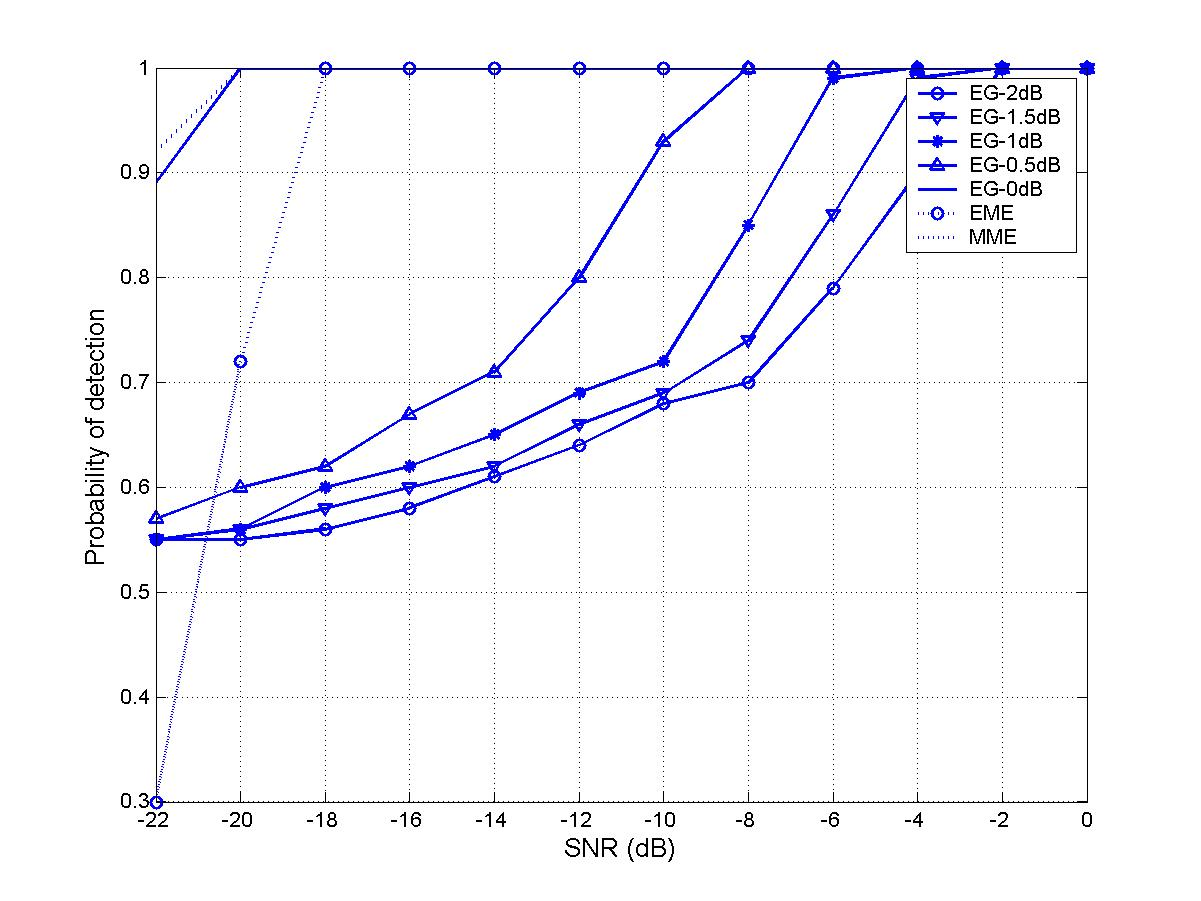 1
0.9
0.8
0.7
0.6
0.5
0.4
0.3
Probability of detection
EG-2dB
EG-1.5dB
EG-1dB
EG-0.5dB
EG-0dB
EME
MME
-22 -20 -18 -16 -14 -12 -10 -8 -6 -4 -2 0
SNR (dB)